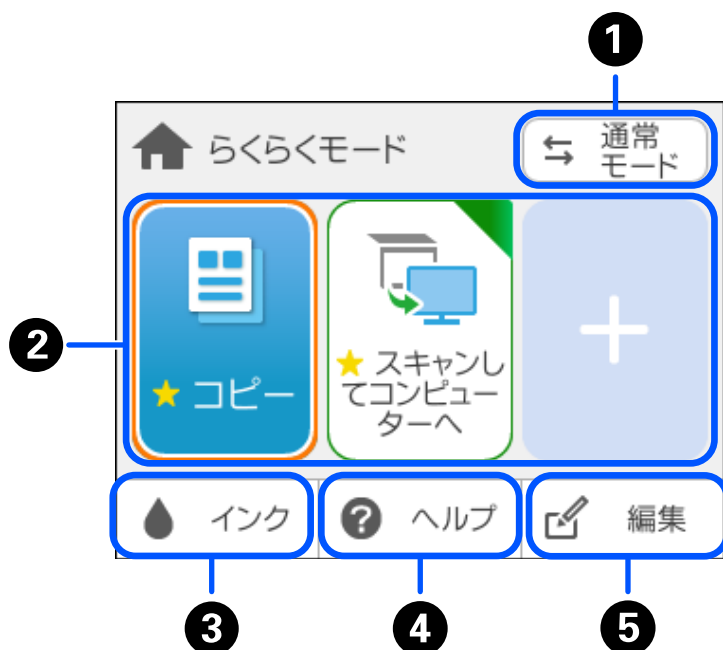 1
らくらくモード
通常
モード
2
コピー
スキャンし
てコンピュー
ターへ
インク
? ヘルプ
編集
3
4
5